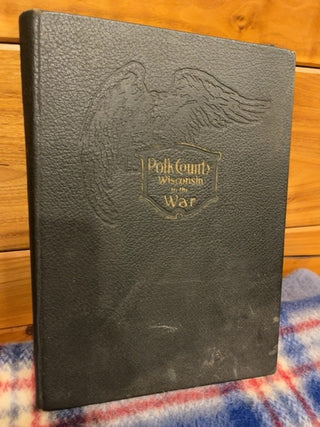 Polk County
Wisconsin
in the
War